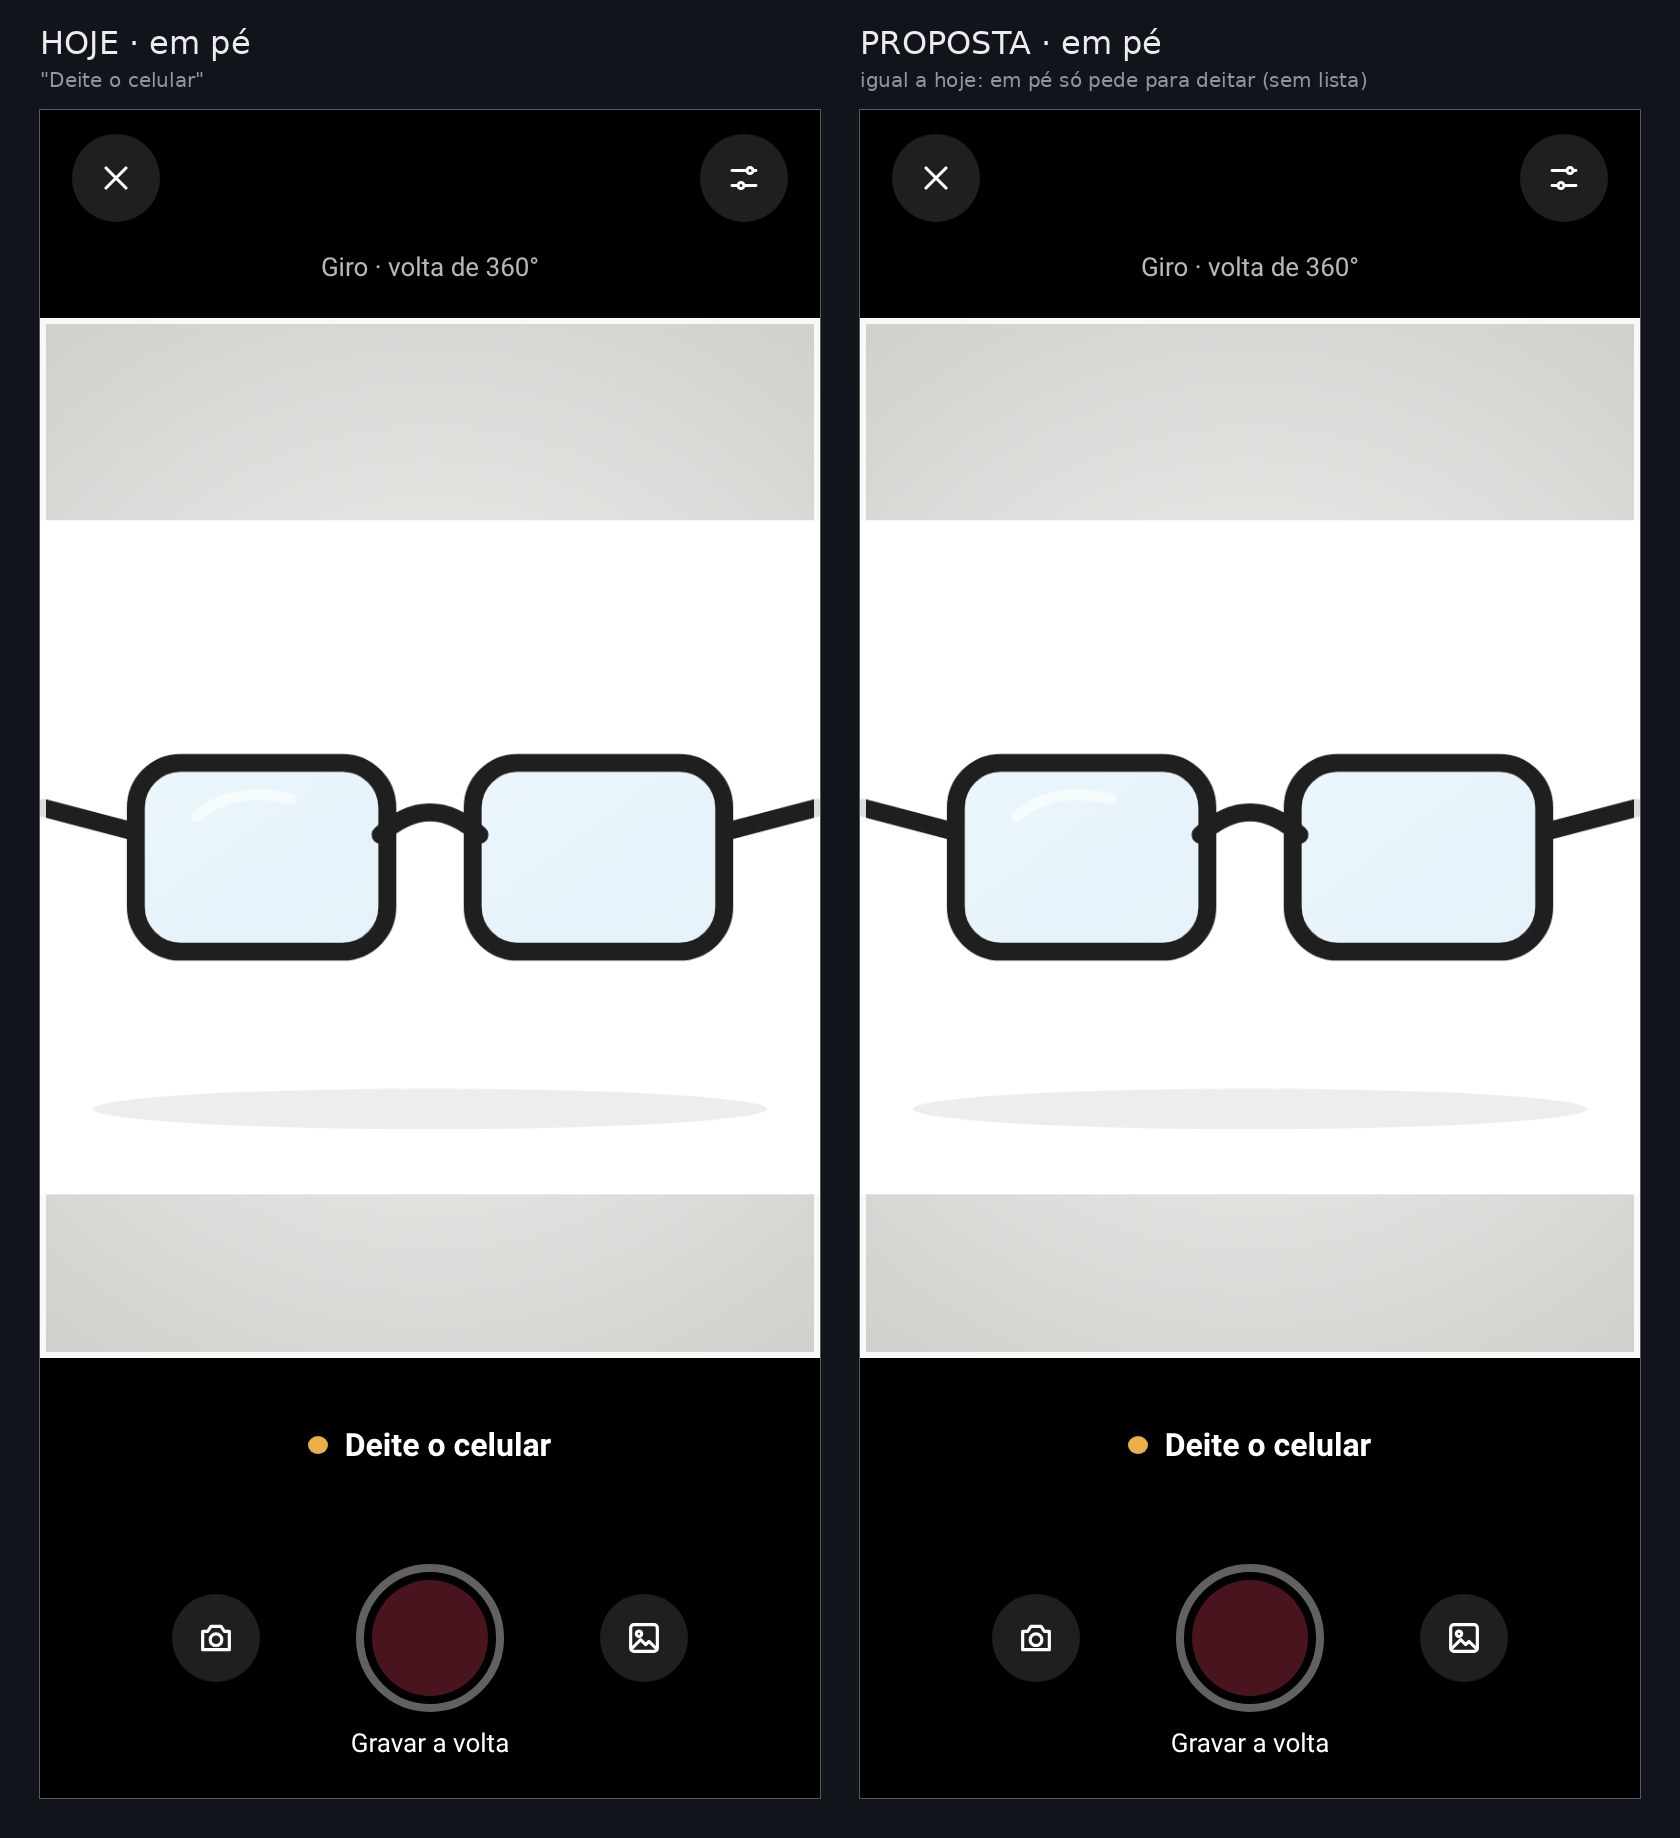 HOJE · em pé
"Deite o celular"
Giro · volta de 360°
Deite o celular
Gravar a volta
PROPOSTA · em pé
igual a hoje: em pé só pede para deitar (sem lista)
Giro · volta de 360°
Deite o celular
Gravar a volta